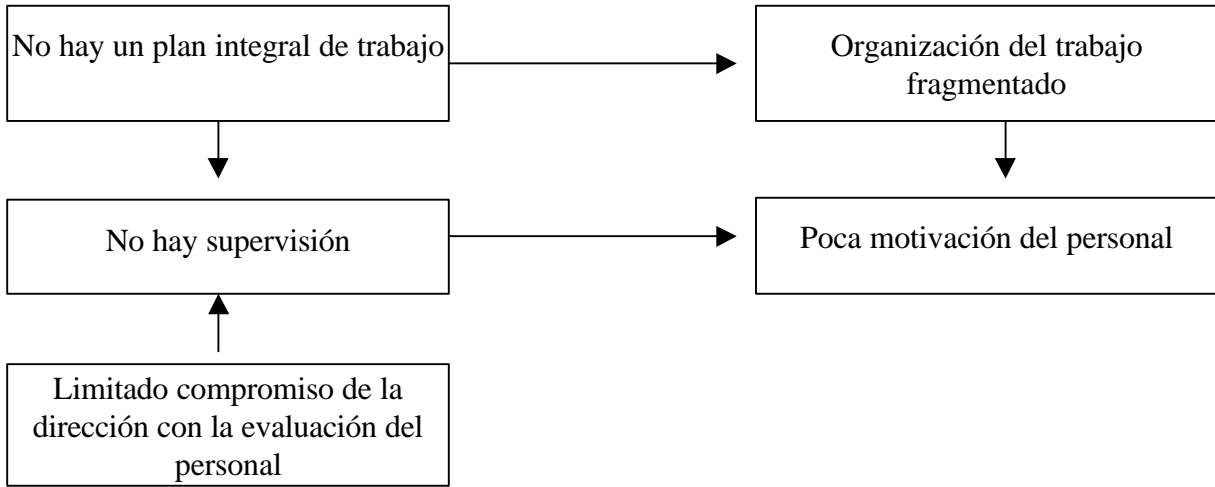 No hay un plan integral de trabajo
Organización del trabajo
fragmentado
No hay supervisión
Poca motivación del personal
Limitado compromiso de la
dirección con la evaluación del
personal